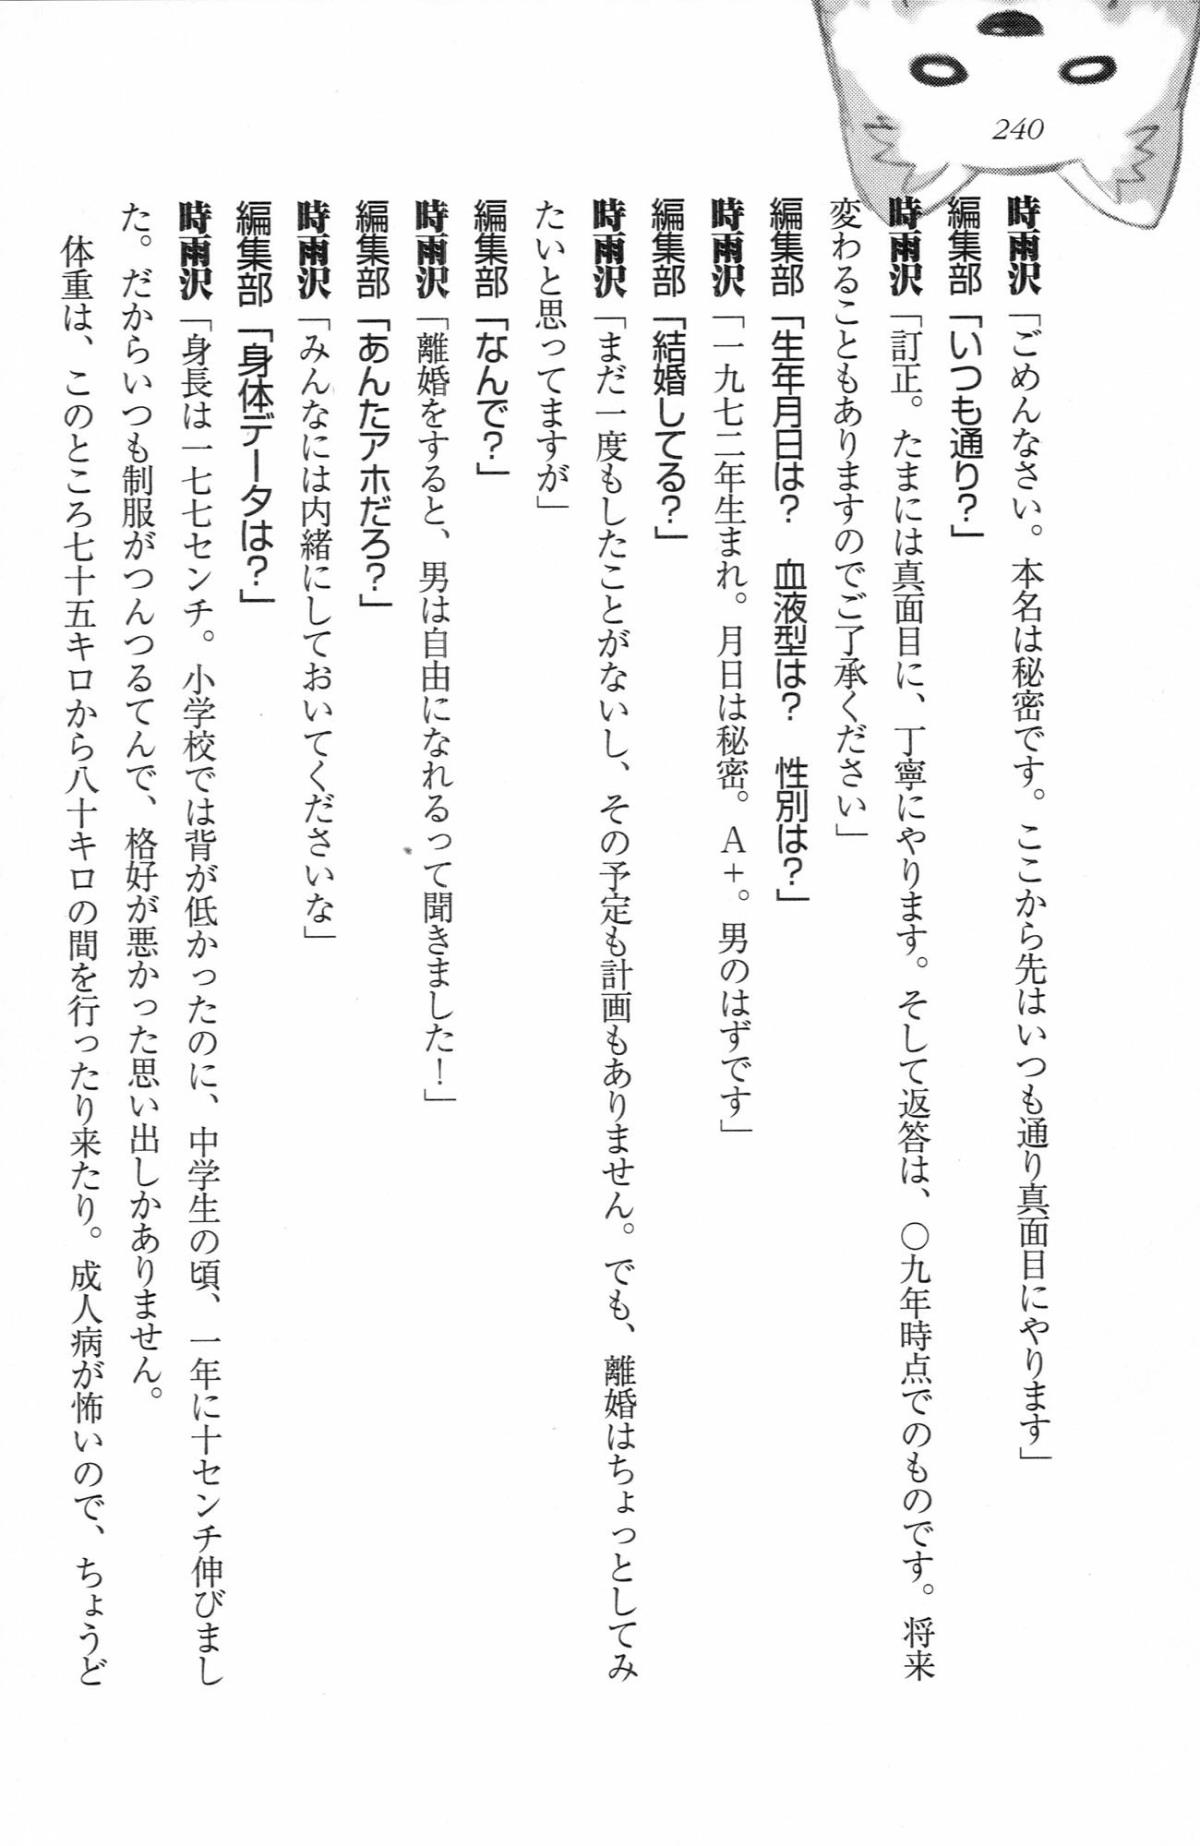 240
時雨沢「ごめんなさい。本名は秘密です。ここから先はいつも通り真面目にやります」
編集部「いつも通り?」
時雨沢「訂正。たまには真面目に、丁寧にやります。そして返答は、〇九年時点でのものです。将来
変わることもありますのでご了承ください」
編集部「生年月日は?　血液型は?　性別は?」
時雨沢「一九七二年生まれ。月日は秘密。A+。男のはずです」
編集部「結婚してる?」
時雨沢「まだ一度もしたことがないし、その予定も計画もありません。でも、離婚はちょっとしてみ
たいと思ってますが」
編集部「なんで?」
時雨沢「離婚をすると、男は自由になれるって聞きました!」
編集部「あんたアホだろ?」
時雨沢「みんなには内緒にしておいてくださいな」
編集部「身体データは?」
時雨沢「身長は一七七センチ。小学校では背が低かったのに、中学生の頃、一年に十センチ伸びまし
た。だからいつも制服がつんつるてんで、格好が悪かった思い出しかありません。
　体重は、このところ七十五キロから八十キロの間を行ったり来たり。成人病が怖いので、ちょうど